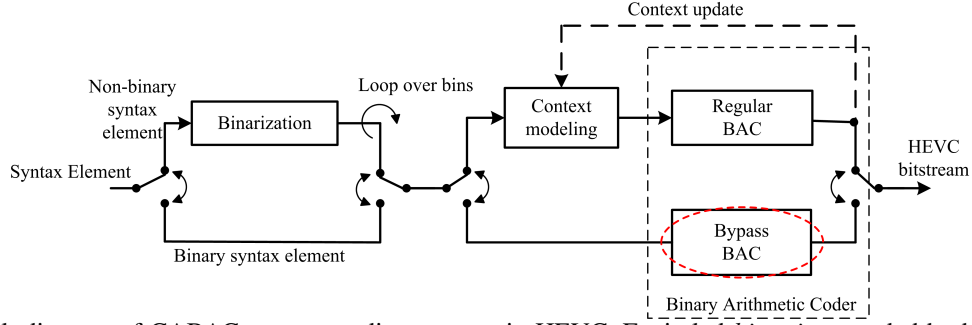 Context update
Non-binary
syntax
element
Loop over bins
Binarization
Context
modeling
Regular
BAC
HEVC
bitstream
Syntax Element
Bypass
BAC
Binary syntax element
Binary Arithmetic Coder